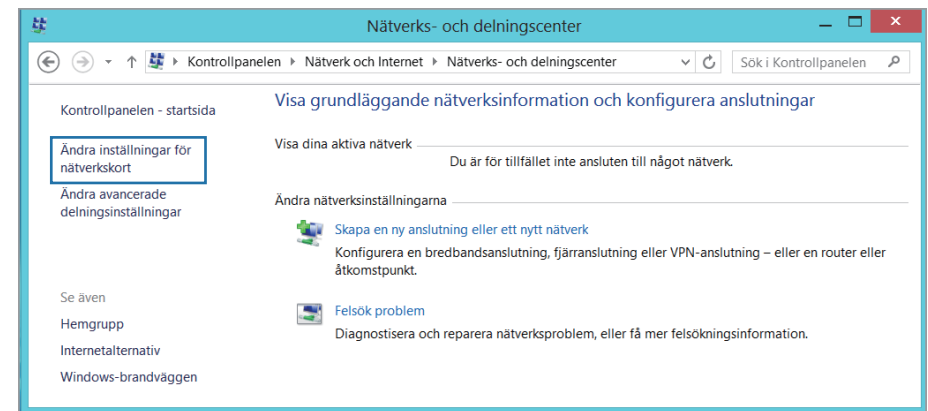 Nätverks- och delningscenter
Kontrollpanelen Nätverk och Internet Nätverks- och delningscenter Sök i Kontrollpanelen
Kontrollpanelen - startsida
Ändra inställningar för
nätverkskort
Ändra avancerade
delningsinställningar
Se även
Hemgrupp
Internetalternativ
Windows-brandväggen
Visa grundläggande nätverksinformation och konfigurera anslutningar
Visa dina aktiva nätverk
Du är för tillfället inte ansluten till något nätverk.
Ändra nätverksinställningarna
Skapa en ny anslutning eller ett nytt nätverk
Konfigurera en bredbandsanslutning, fjärranslutning eller VPN-anslutning – eller en router eller
åtkomstpunkt.
Felsök problem
Diagnostisera och reparera nätverksproblem, eller få mer felsökningsinformation.